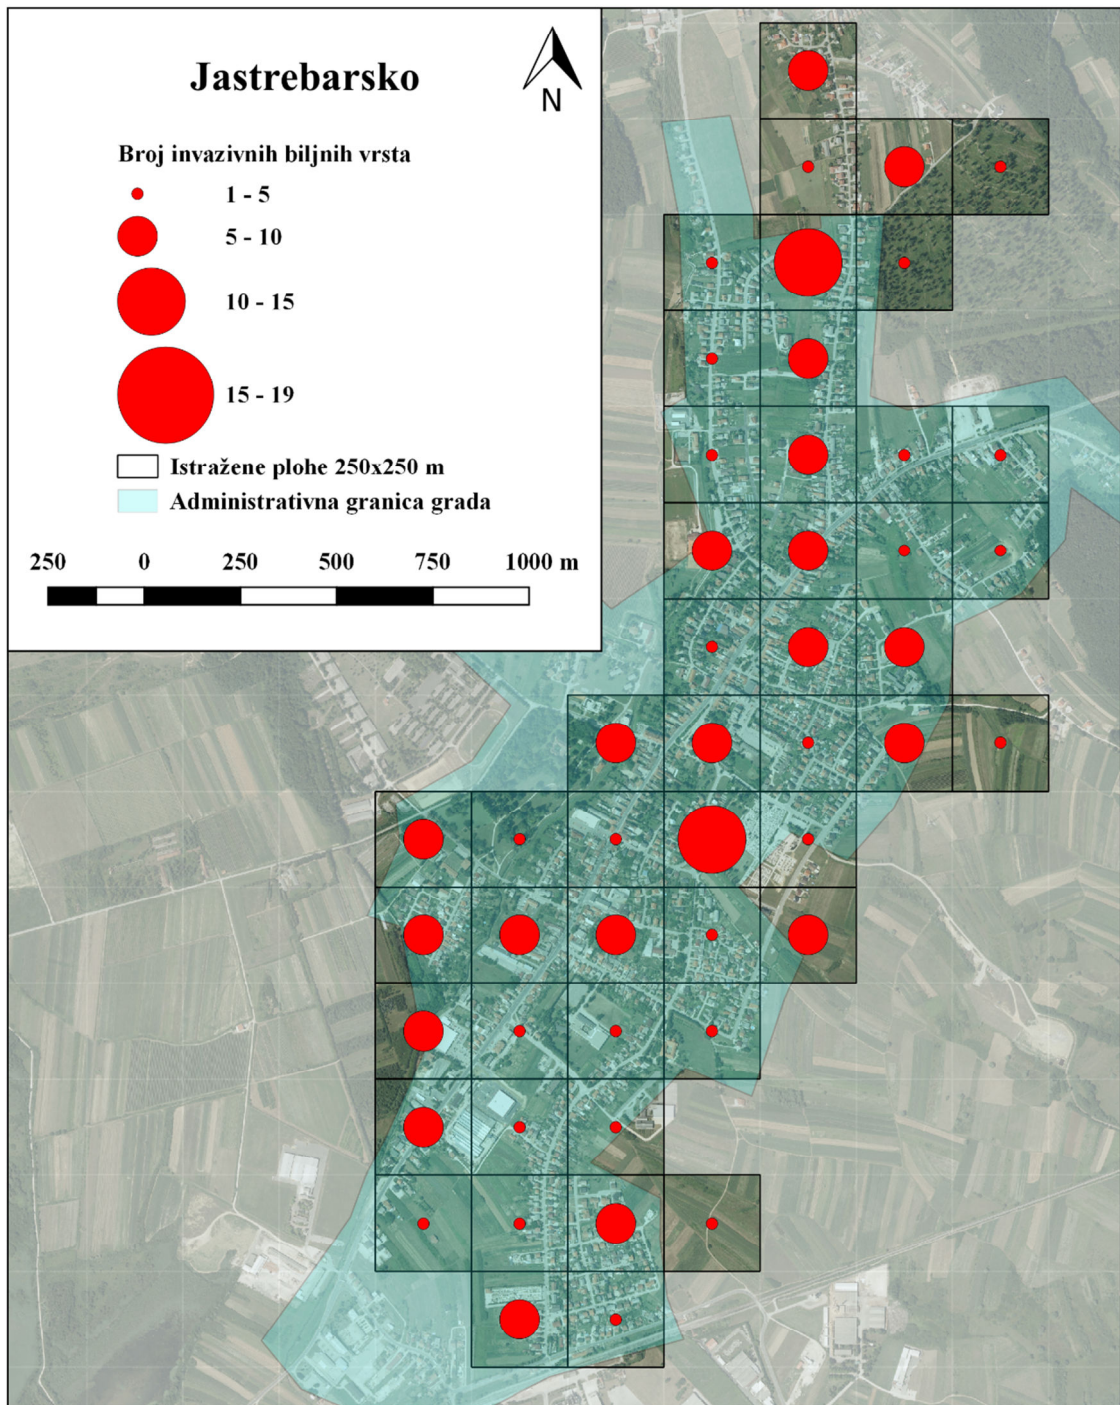 Jastrebarsko
N
Broj invazivnih biljnih vrsta
1 - 5
5 - 10
10 - 15
15 - 19
Istražene plohe 250x250 m
Administrativna granica grada
250 0 250 500 750 1000 m